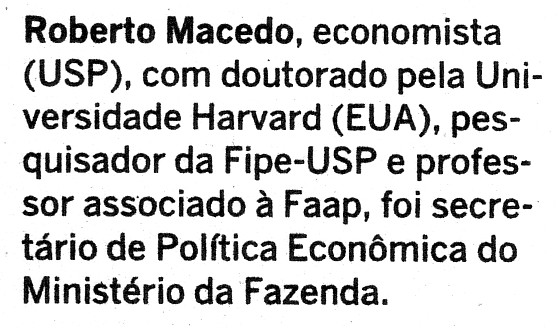 Roberto Macedo, economista
(USP), com doutorado pela Uni-
versidade Harvard (EUA), pes-
quisador da Fipe-USP e profes-
sor associado à Faap, foi secre-
tário de Política Econômica do
Ministério da Fazenda.